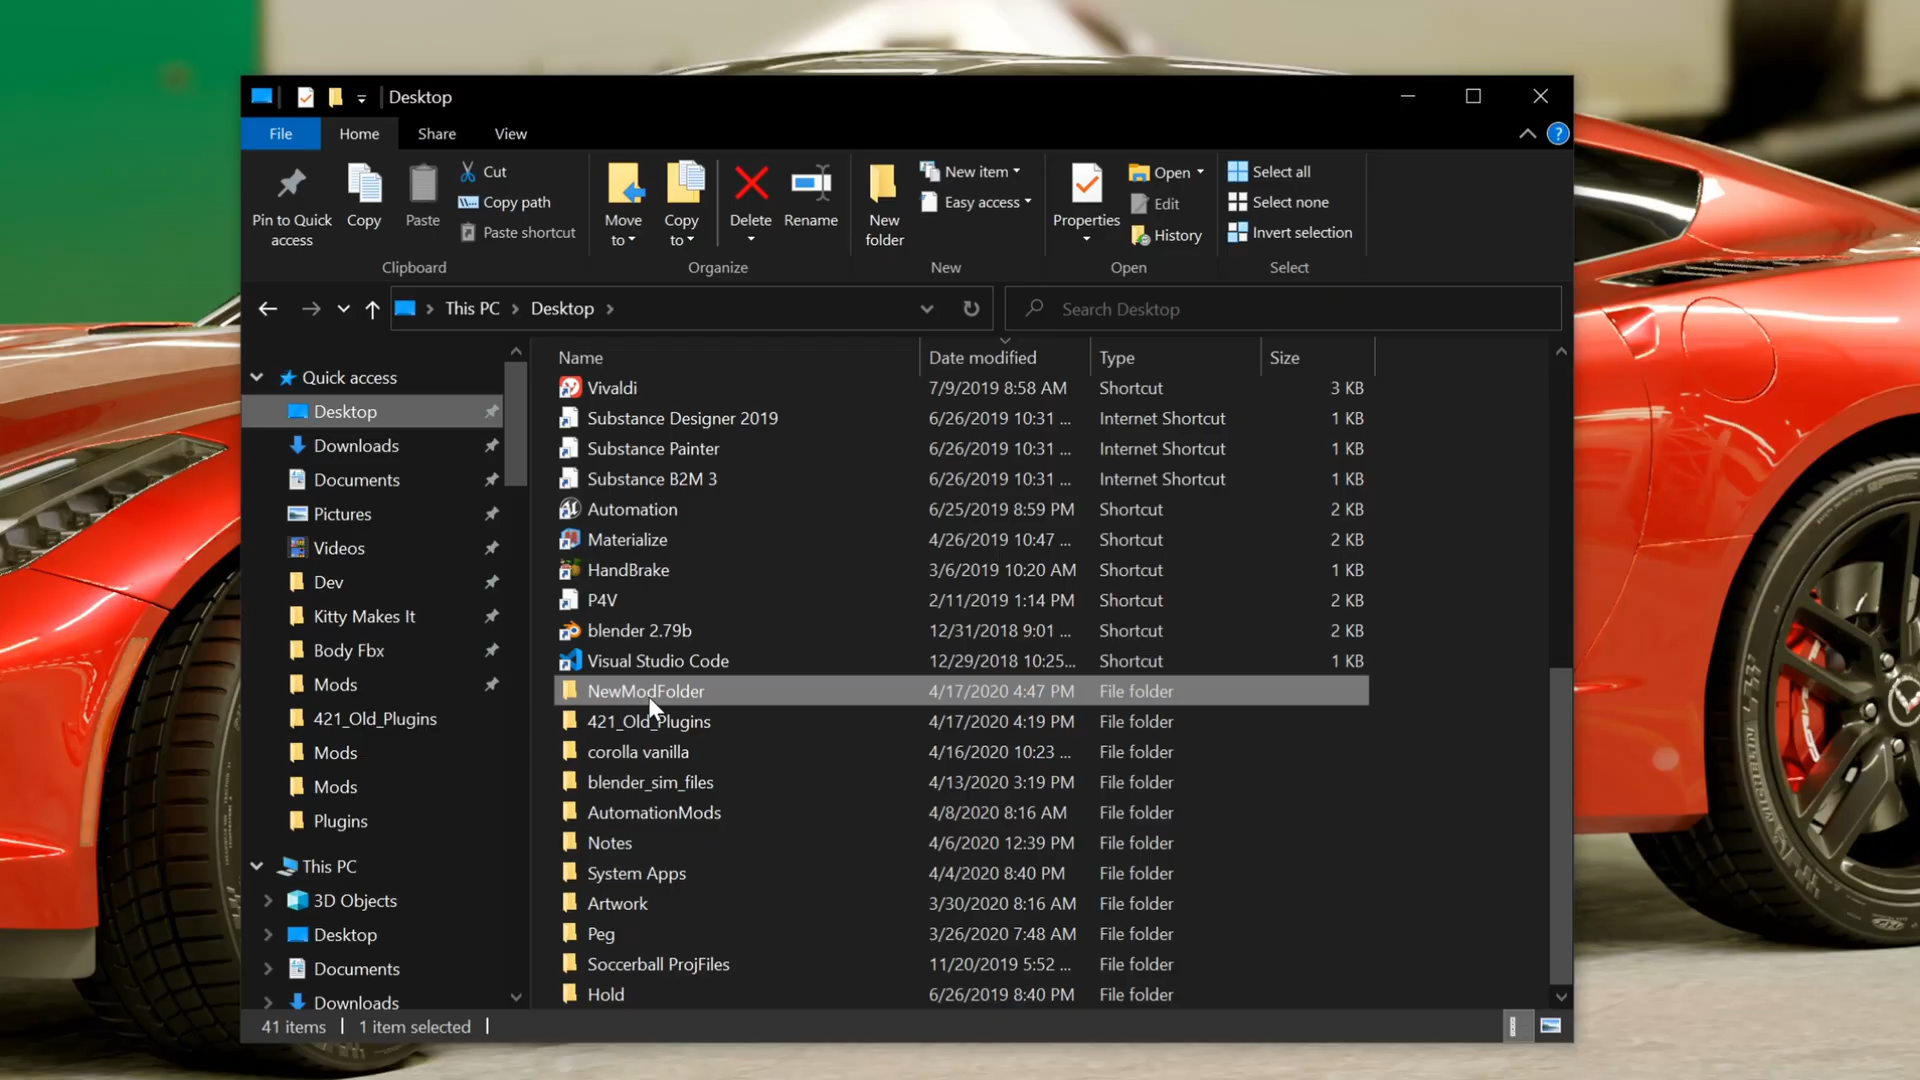 Desktop
File Home Share View
Pin to Quick access
Copy
Paste
Cut
Copy path
Paste shortcut
Clipboard
Move to
Copy to
Delete
Rename
Organize
New folder
New item
Easy access
New
Properties
Open
Edit
History
Open
Select all
Select none
Invert selection
Select
This PC Desktop
Search Desktop
Quick access
Desktop
Downloads
Documents
Pictures
Videos
Dev
Kitty Makes It
Body Fbx
Mods
421_Old_Plugins
Mods
Mods
Plugins
This PC
3D Objects
Desktop
Documents
Downloads
Name Date modified Type Size
Vivaldi 7/9/2019 8:58 AM Shortcut 3 KB
Substance Designer 2019 6/26/2019 10:31 ... Internet Shortcut 1 KB
Substance Painter 6/26/2019 10:31 ... Internet Shortcut 1 KB
Substance B2M 3 6/26/2019 10:31 ... Internet Shortcut 1 KB
Automation 6/25/2019 8:59 PM Shortcut 2 KB
Materialize 4/26/2019 10:47 ... Shortcut 2 KB
HandBrake 3/6/2019 10:20 AM Shortcut 1 KB
P4V 2/11/2019 1:14 PM Shortcut 2 KB
blender 2.79b 12/31/2018 9:01 ... Shortcut 2 KB
Visual Studio Code 12/29/2018 10:25... Shortcut 1 KB
NewModFolder 4/17/2020 4:47 PM File folder
421_Old_Plugins 4/17/2020 4:19 PM File folder
corolla vanilla 4/16/2020 10:23 ... File folder
blender_sim_files 4/13/2020 3:19 PM File folder
AutomationMods 4/8/2020 8:16 AM File folder
Notes 4/6/2020 12:39 PM File folder
System Apps 4/4/2020 8:40 PM File folder
Artwork 3/30/2020 8:16 AM File folder
Peg 3/26/2020 7:48 AM File folder
Soccerball ProjFiles 11/20/2019 5:52 ... File folder
Hold 6/26/2019 8:40 PM File folder
41 items 1 item selected